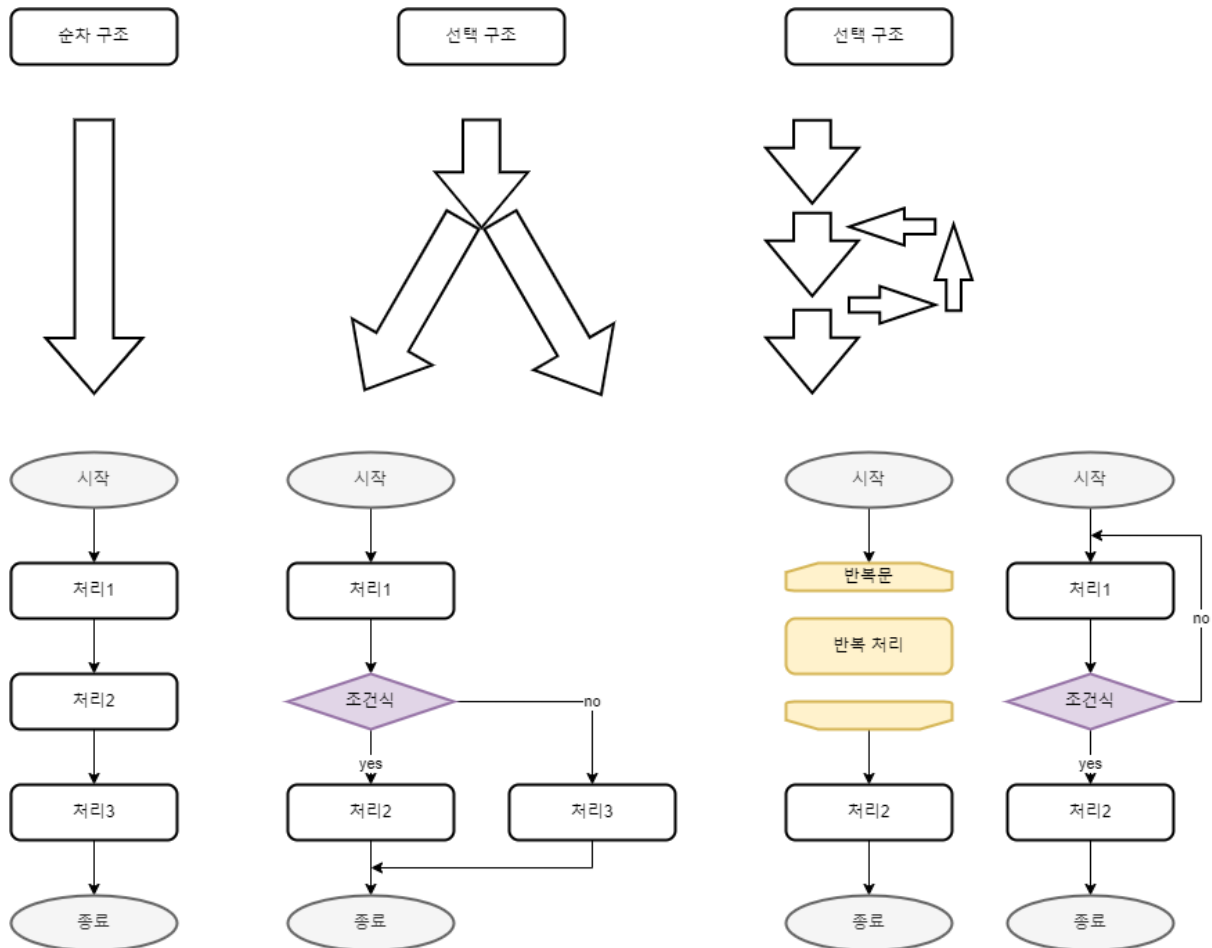 순차 구조
선택 구조
선택 구조
시작
처리1
처리2
처리3
종료
시작
처리1
조건식
no
yes
처리2
처리3
종료
시작
반복문
반복 처리
처리2
종료
시작
처리1
no
조건식
yes
처리2
종료